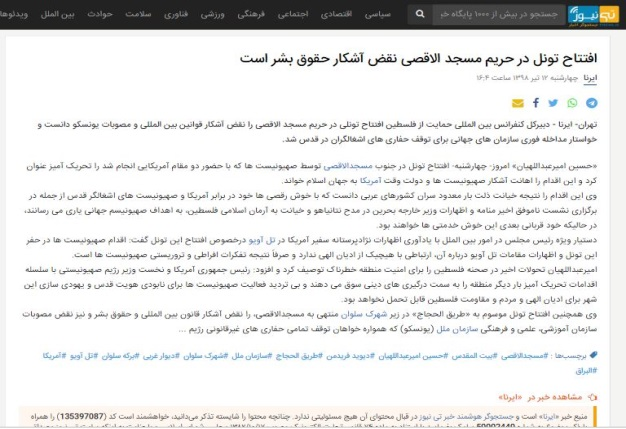 سیاسی اقتصادی اجتماعی فرهنگی ورزشی فناوری سلامت حوادث بین الملل ویدئوها
جستجو در بیش از ۱۰۰۰ پایگاه خبری
تی نیوز
افتتاح تونل در حریم مسجد الاقصی نقض آشکار حقوق بشر است
ایرنا چهارشنبه ۱۲ تیر ۱۳۹۸ ساعت ۱۶:۴
تهران- ایرنا - دبیرکل کنفرانس بین المللی حمایت از فلسطین افتتاح تونلی در حریم مسجد الاقصی را نقض آشکار قوانین بین المللی و مصوبات یونسکو دانست و
خواستار مداخله فوری سازمان های جهانی برای توقف حفاری های اشغالگران در قدس شد.
«حسین امیرعبداللهیان» امروز- چهارشنبه- افتتاح تونل در جنوب مسجدالاقصی توسط صهیونیست ها که با حضور دو مقام آمریکایی انجام شد را تحریک آمیز عنوان
کرد و این اقدام را اهانت آشکار صهیونیست ها و دولت وقت آمریکا به جهان اسلام خواند.
وی این اقدام را نتیجه خیانت ذلت بار معدود سران کشورهای عربی دانست که با خوش رقصی ها خود در برابر آمریکا و صهیونیست های اشغالگر قدس از جمله در
برگزاری نشست ناموفق اخیر منامه و اظهارات وزیر خارجه بحرین در مدح نتانیاهو و خیانت به آرمان اسلامی فلسطین، به اهداف صهیونیسم جهانی یاری می رسانند،
در حالیکه خود قربانی بعدی این خوش خدمتی ها خواهند بود.
دستیار ویژه رئیس مجلس در امور بین الملل با یادآوری اظهارات نژادپرستانه سفیر آمریکا در تل آویو درخصوص افتتاح این تونل گفت: اقدام صهیونیست ها در حفر
این تونل و اظهارات مقامات تل آویو درباره آن، ارتباطی با هیچیک از ادیان الهی ندارد و صرفاً نتیجه تفکرات افراطی و تروریستی صهیونیست ها است.
امیرعبداللهیان تحولات اخیر در صحنه فلسطین را برای امنیت منطقه خطرناک توصیف کرد و افزود: رئیس جمهوری آمریکا و نخست وزیر رژیم صهیونیستی با سلسله
اقدامات تحریک آمیز بار دیگر منطقه را به سمت درگیری های دینی سوق می دهند و بی تردید فعالیت صهیونیست ها برای نابودی هویت قدس و یهودی سازی این
شهر برای ادیان الهی و مردم و مقاومت فلسطین قابل تحمل نخواهد بود.
وی همچنین افتتاح تونل موسوم به «طریق الحجاج» در زیر شهرک سلوان منتهی به مسجدالاقصی، را نقض آشکار قانون بین المللی و حقوق بشر و نیز نقض مصوبات
سازمان آموزشی، علمی و فرهنگی سازمان ملل (یونسکو) که همواره خواهان توقف تمامی حفاری های غیرقانونی رژیم ...
برچسب‌ها : #مسجدالاقصی #بیت المقدس #حسین امیرعبداللهیان #دیوید فریدمن #طریق الحجاج #سازمان ملل #شهرک سلوان #دیوار غربی #برکه سلوان #تل آویو #آمریکا
#البراق
مشاهده خبر در «ایرنا»
منبع خبر «ایرنا» است و جستجوگر هوشمند خبر تی نیوز در قبال محتوای آن هیچ مسئولیتی ندارد. چنانچه محتوا را شایسته تذکر می‌دانید، خواهشمند است کد (135397087) را همراه